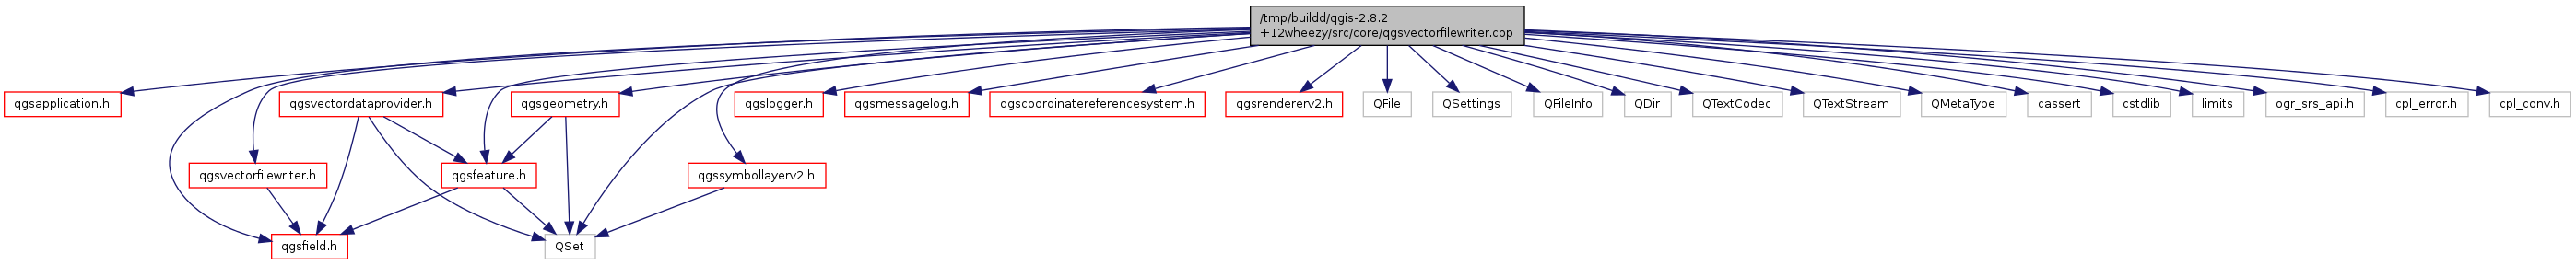 /tmp/buildd/qgis-2.8.2
+12wheezy/src/core/qgsvectorfilewriter.cpp
qgsapplication.h
qgsvectordataprovider.h
qgsgeometry.h
qgslogger.h
qgsmessagelog.h
qgscoordinatereferencesystem.h
qgsrendererv2.h
QFile
QSettings
QFileInfo
QDir
QTextCodec
QTextStream
QMetaType
cassert
cstdlib
limits
ogr_srs_api.h
cpl_error.h
cpl_conv.h
qgsvectorfilewriter.h
qgsfeature.h
qgssymbollayerv2.h
qgsfield.h
QSet